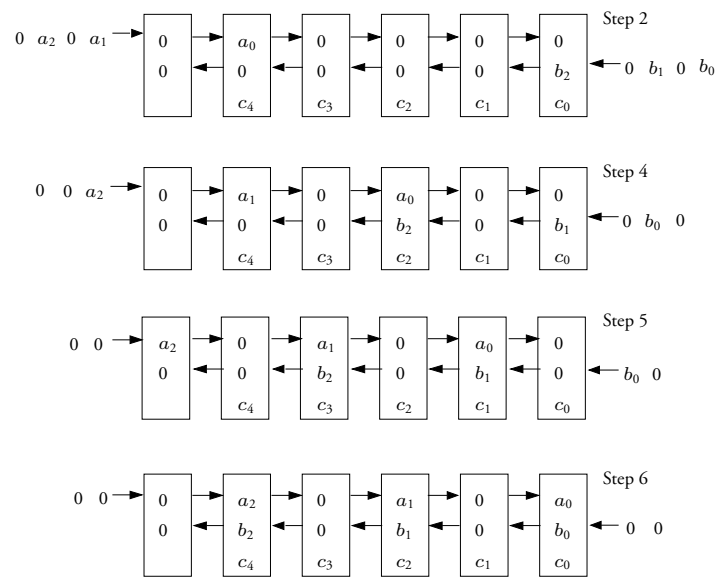 Step 2
0 a₂ 0 a₁ 0 a₀ 0 0 0 0
0 0 0 0 0 b₂ 0 b₁ 0 b₀
c₄ c₃ c₂ c₁ c₀
Step 4
0 0 a₂ 0 a₁ 0 a₀ 0 0
0 0 0 b₂ 0 b₁ 0 b₀ 0
c₄ c₃ c₂ c₁ c₀
Step 5
0 0 a₂ 0 a₁ 0 a₀ 0
0 0 b₂ 0 b₁ 0 b₀ 0
c₄ c₃ c₂ c₁ c₀
Step 6
0 0 0 a₂ 0 a₁ 0 a₀
0 b₂ 0 b₁ 0 b₀ 0 0
c₄ c₃ c₂ c₁ c₀